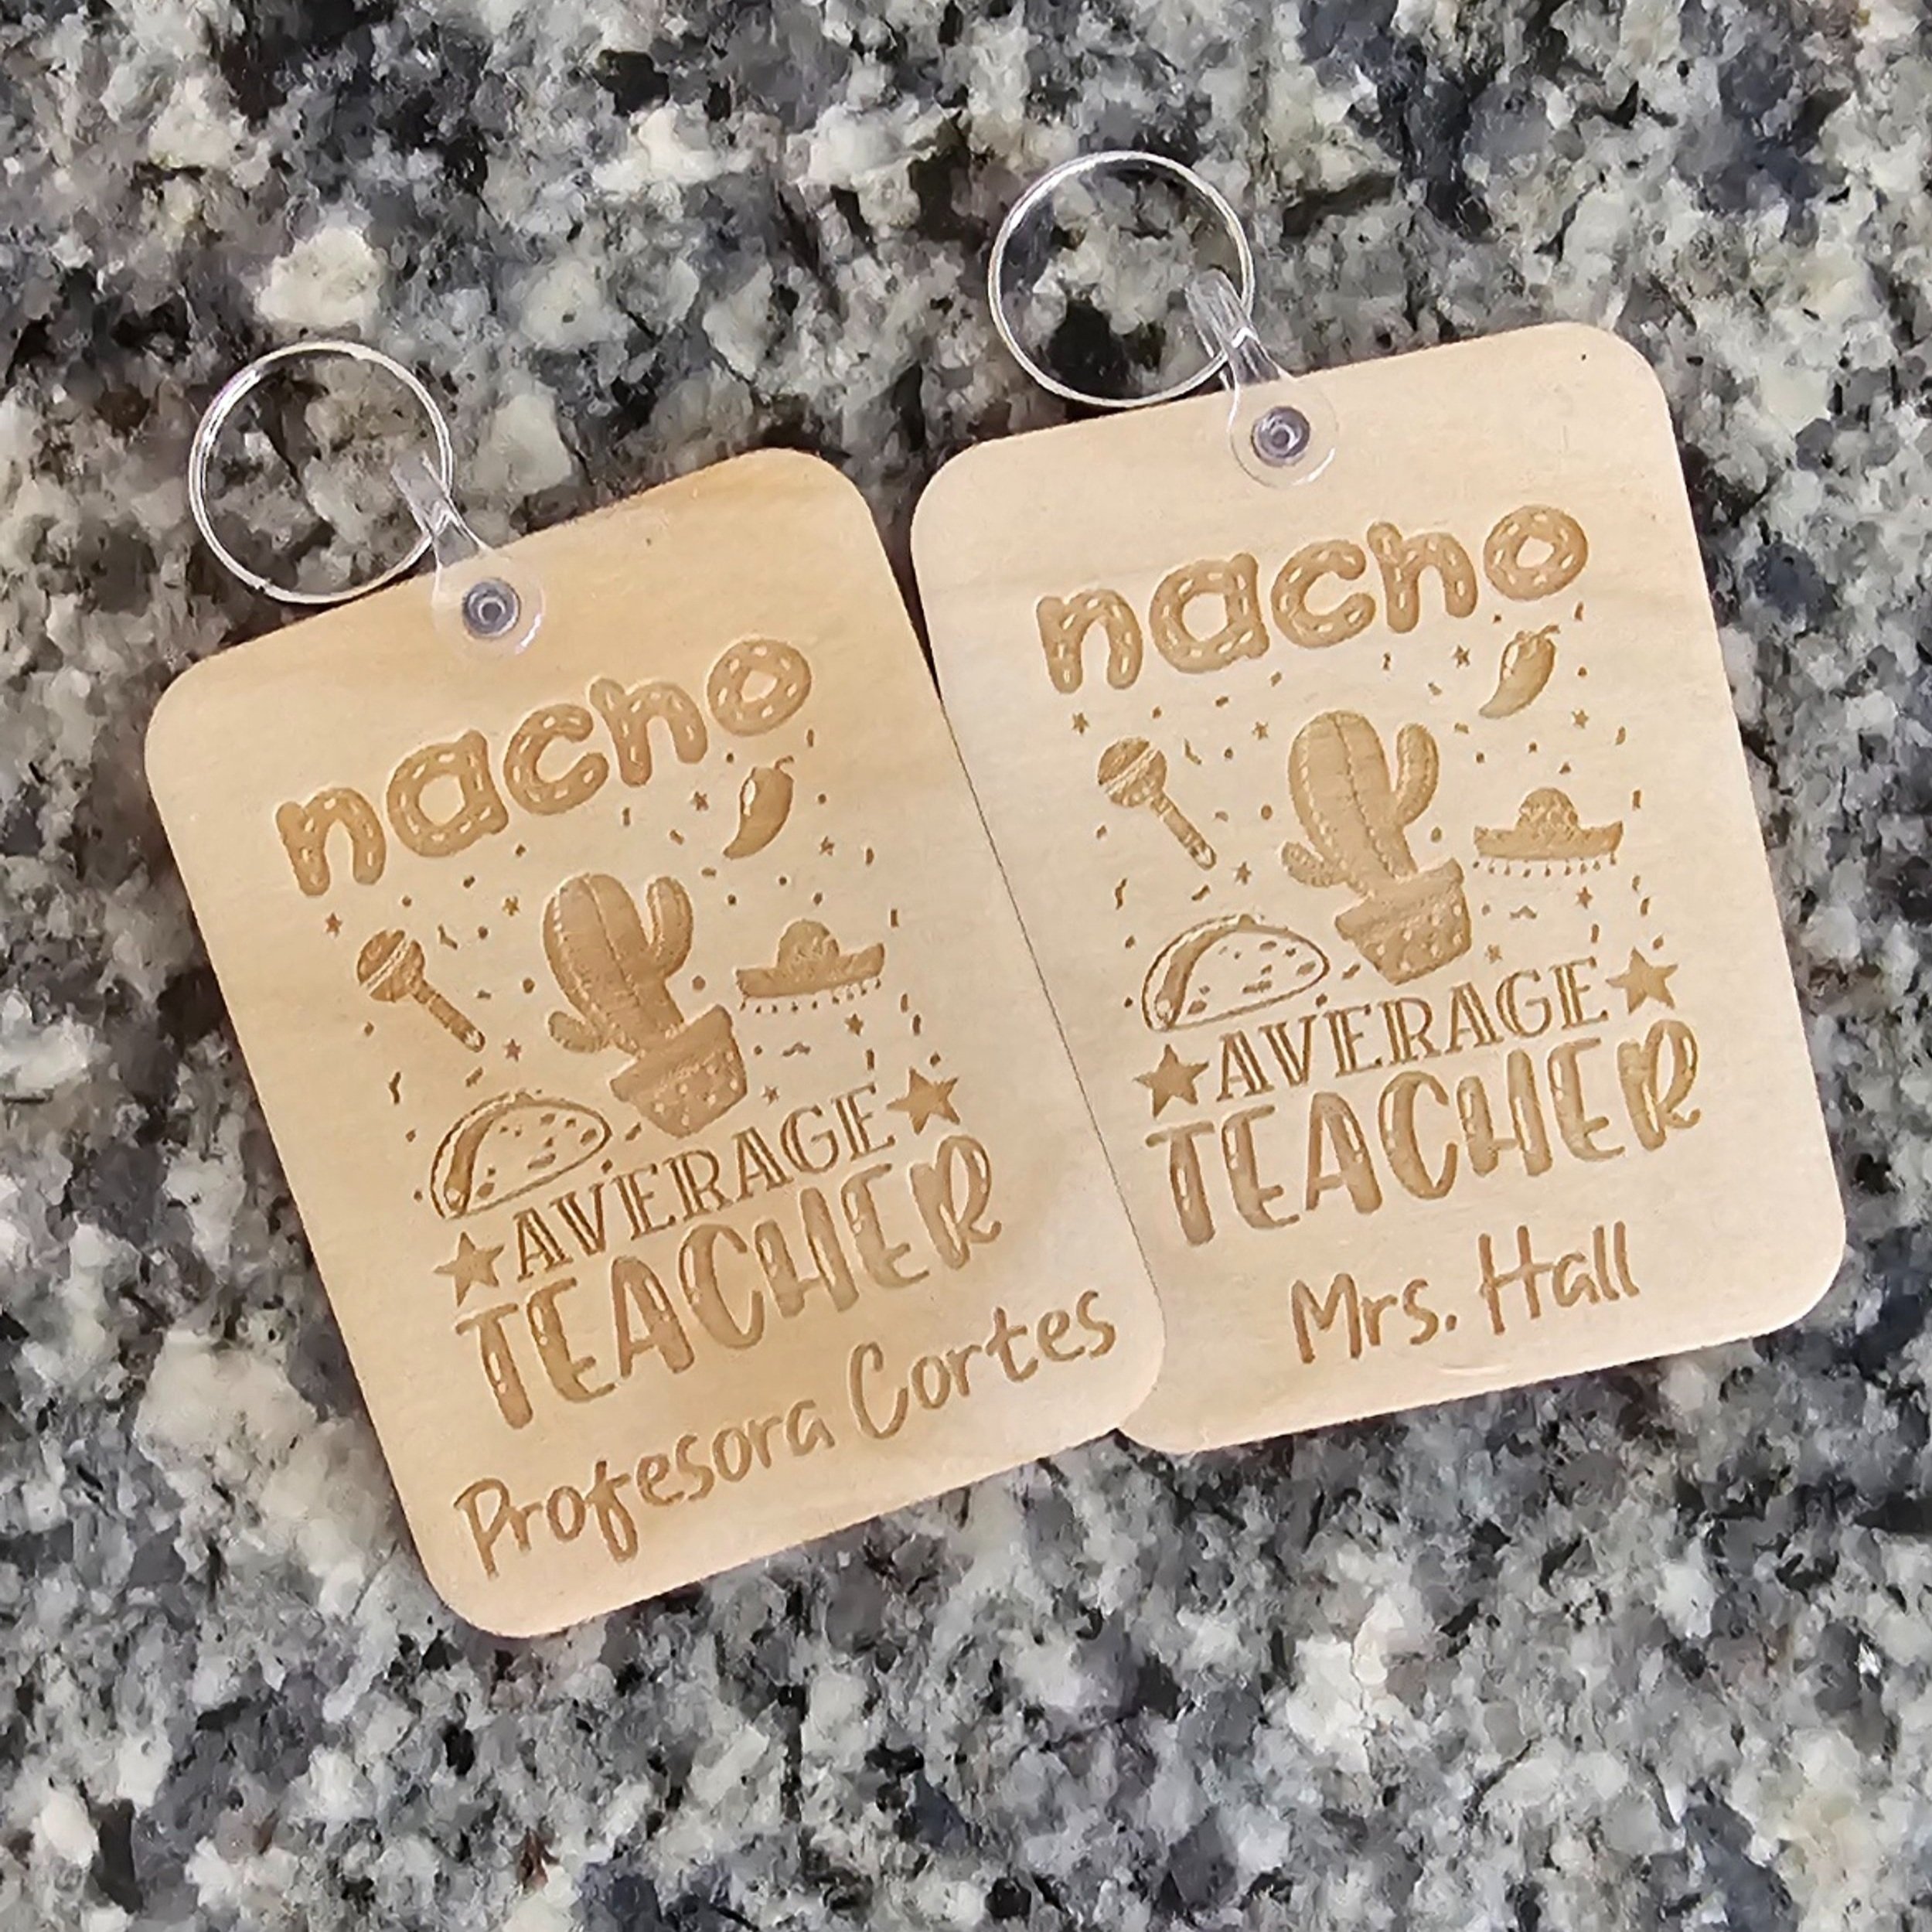 nacho
AVERAGE
TEACHER
Profesora Cortes
nacho
AVERAGE
TEACHER
Mrs. Hall